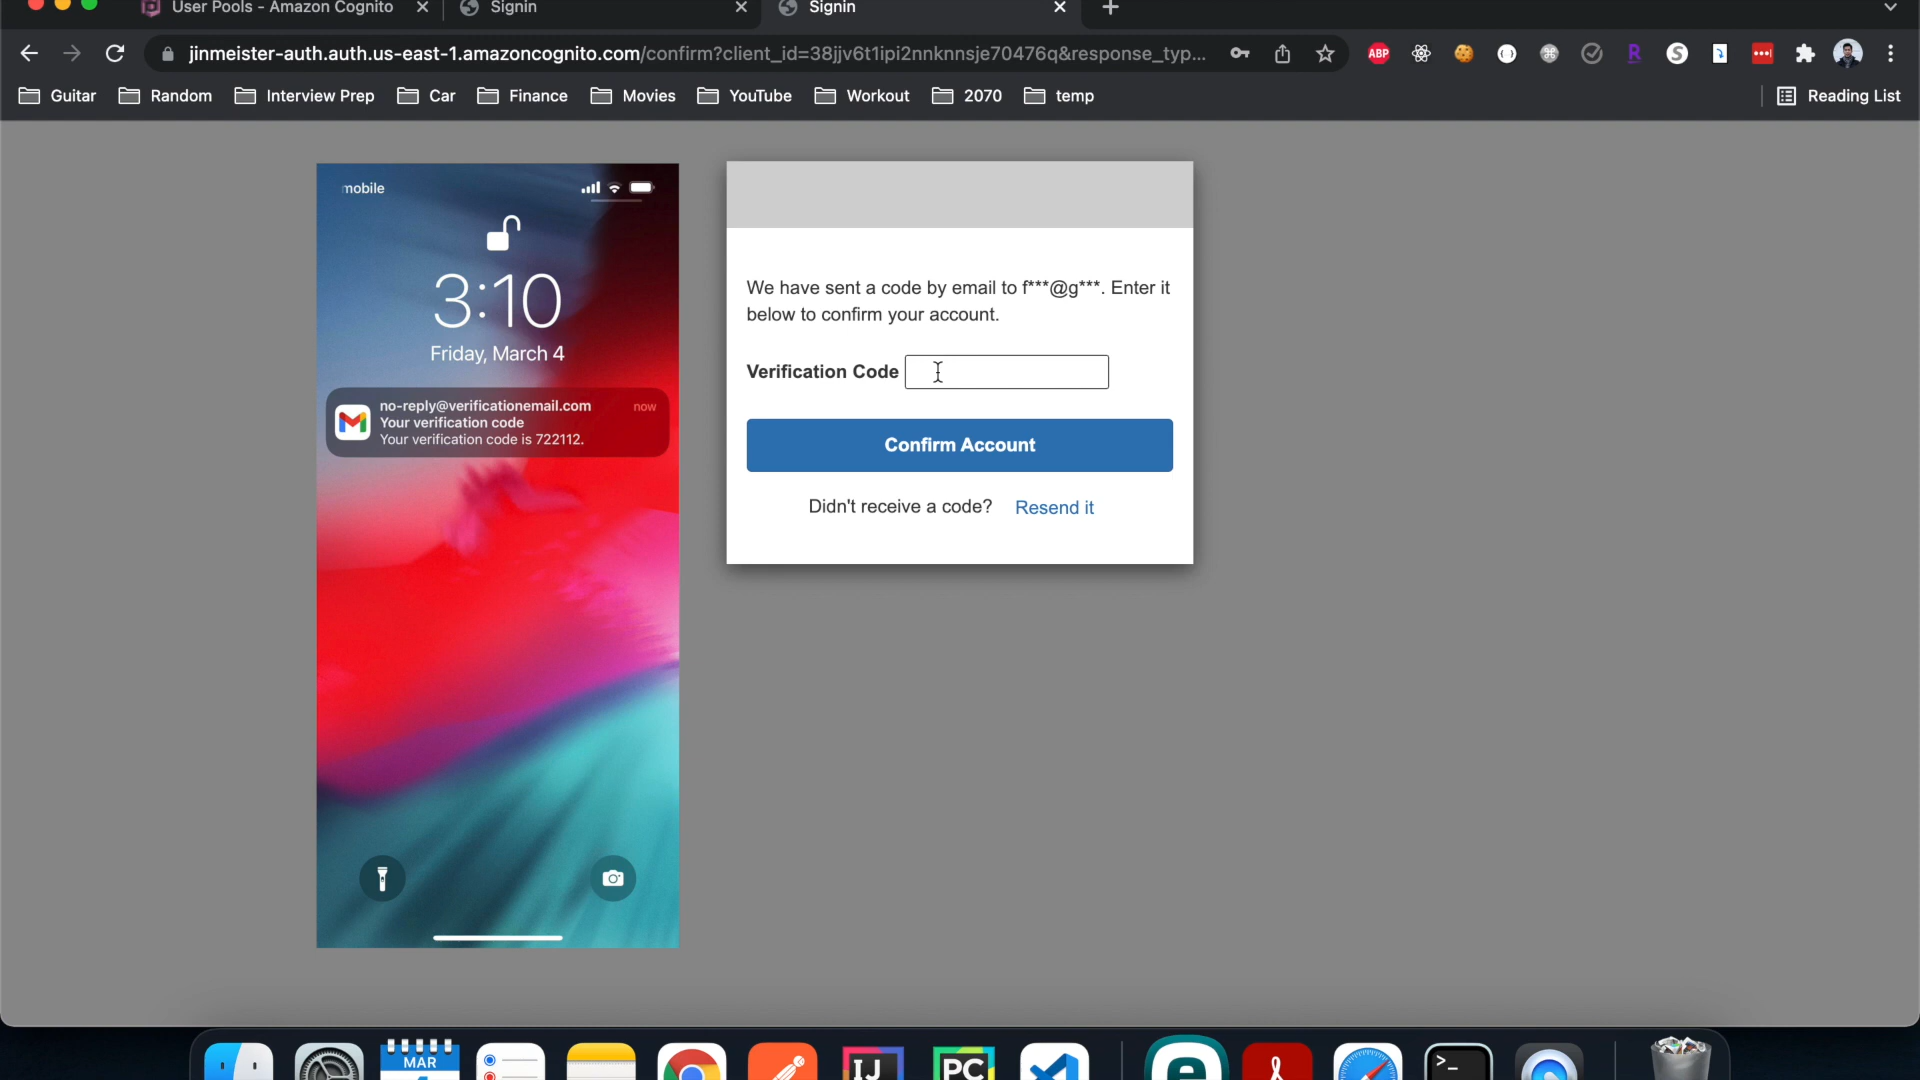 User Pools - Amazon Cognito
Signin
Signin
jinmeister-auth.auth.us-east-1.amazoncognito.com/confirm?client_id=38jjv6t1ipi2nnknnsje70476q&response_typ...
ABP
R
S
Guitar
Random
Interview Prep
Car
Finance
Movies
YouTube
Workout
2070
temp
Reading List
mobile
3:10
Friday, March 4
no-reply@verificationemail.com now
Your verification code
Your verification code is 722112.
We have sent a code by email to f***@g***. Enter it
below to confirm your account.
Verification Code
Confirm Account
Didn't receive a code? Resend it
MAR
IJ
PC